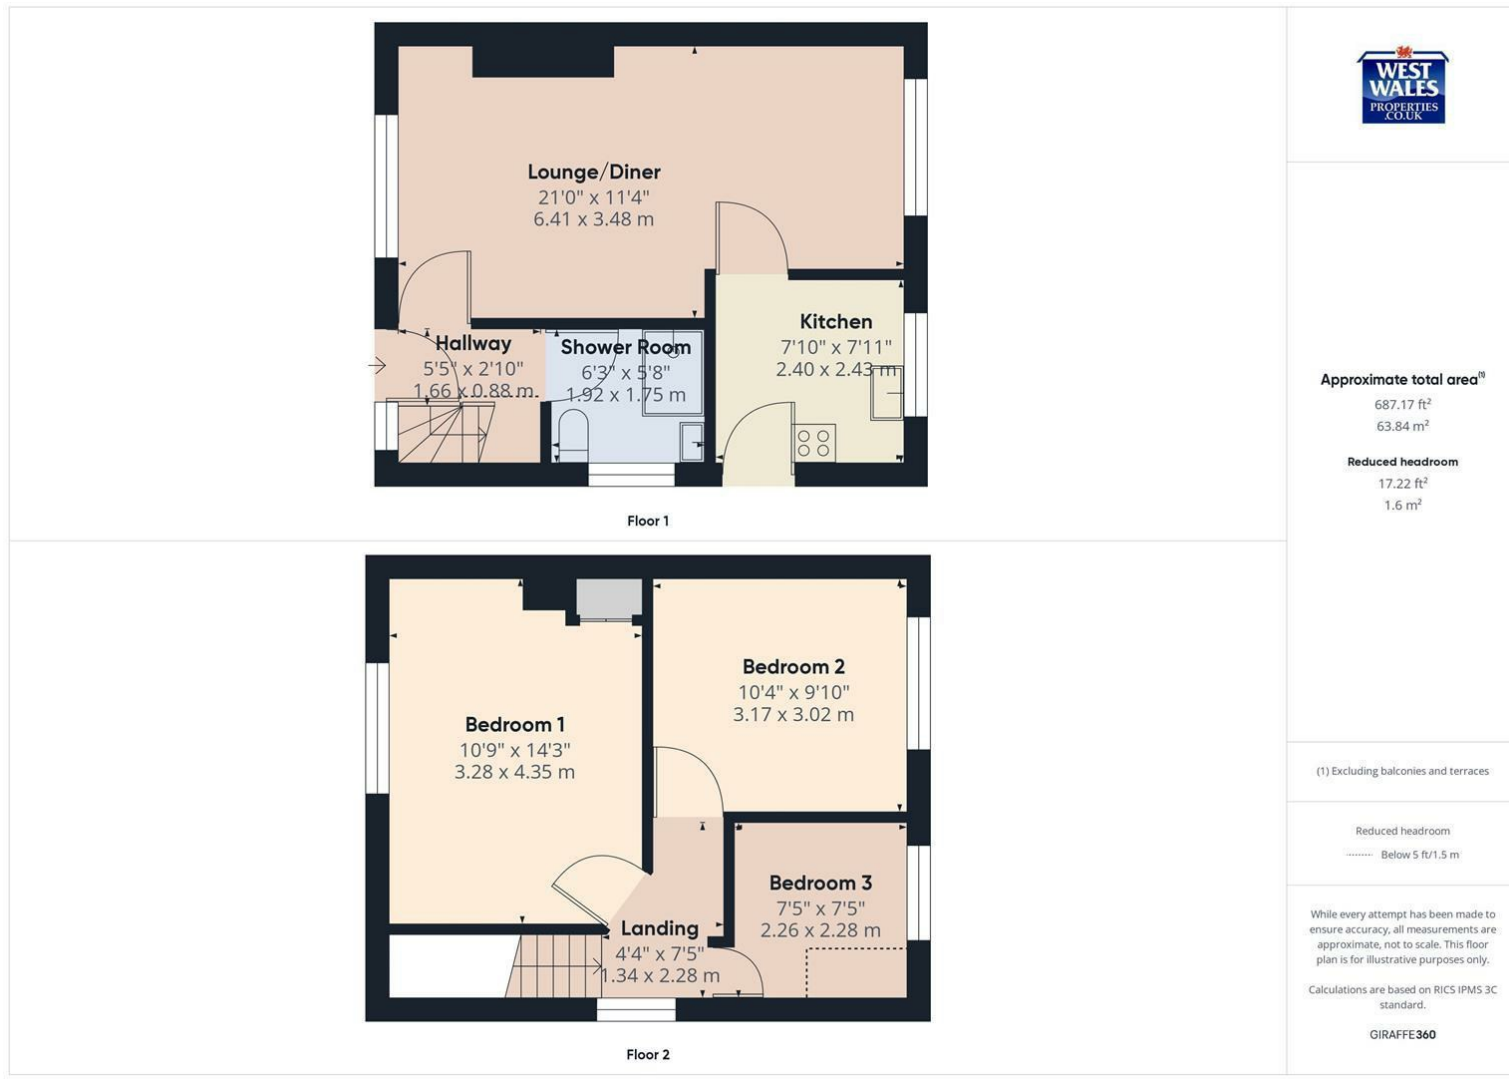 Lounge/Diner
21'0" x 11'4"
6.41 x 3.48 m
Hallway
5'5" x 2'10"
1.66 x 0.88 m
Shower Room
6'3" x 5'8"
1.92 x 1.75 m
Kitchen
7'10" x 7'11"
2.40 x 2.43 m
Floor 1
Bedroom 1
10'9" x 14'3"
3.28 x 4.35 m
Bedroom 2
10'4" x 9'10"
3.17 x 3.02 m
Bedroom 3
7'5" x 7'5"
2.26 x 2.28 m
Landing
4'4" x 7'5"
1.34 x 2.28 m
Floor 2
WEST
WALES
PROPERTIES
.CO.UK
Approximate total area⁽¹⁾
687.17 ft²
63.84 m²
Reduced headroom
17.22 ft²
1.6 m²
(1) Excluding balconies and terraces
Reduced headroom
Below 5 ft/1.5 m
While every attempt has been made to
ensure accuracy, all measurements are
approximate, not to scale. This floor
plan is for illustrative purposes only.
Calculations are based on RICS IPMS 3C
standard.
GIRAFFE360